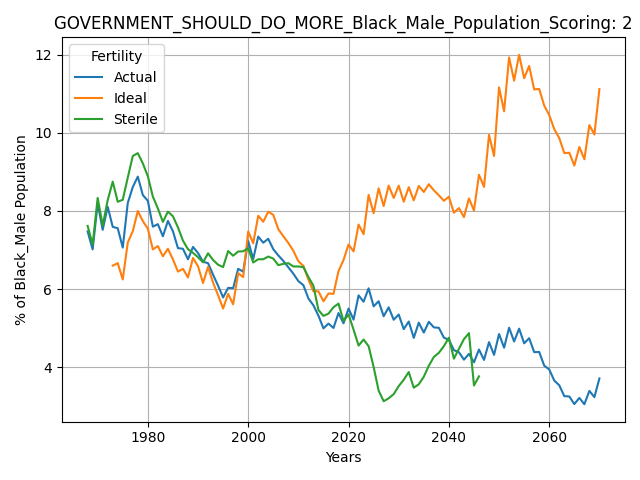 GOVERNMENT_SHOULD_DO_MORE_Black_Male_Population_Scoring: 2
Fertility
Actual
Ideal
Sterile
12
10
8
6
4
% of Black_Male Population
1980 2000 2020 2040 2060
Years